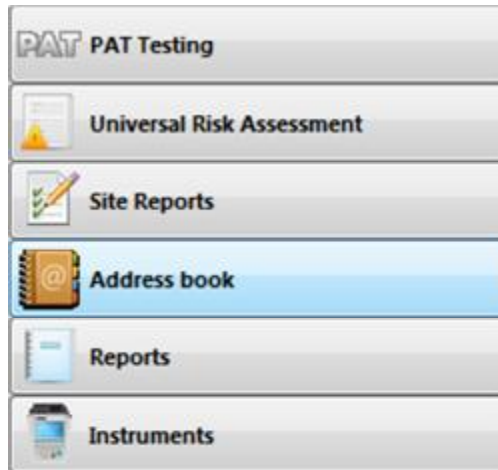 PAT PAT Testing
Universal Risk Assessment
Site Reports
@ Address book
Reports
Instruments